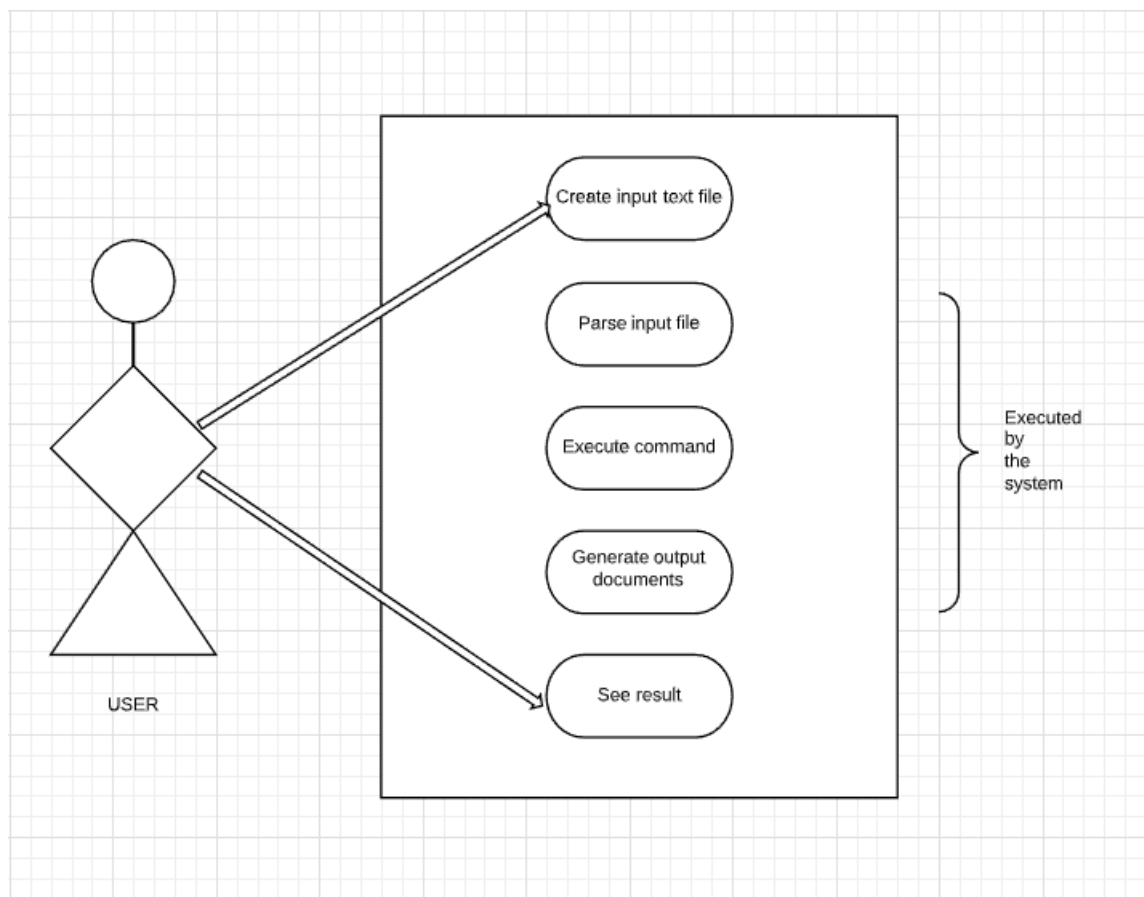 Create input text file
Parse input file
Execute command
Generate output
documents
See result
Executed
by
the
system
USER